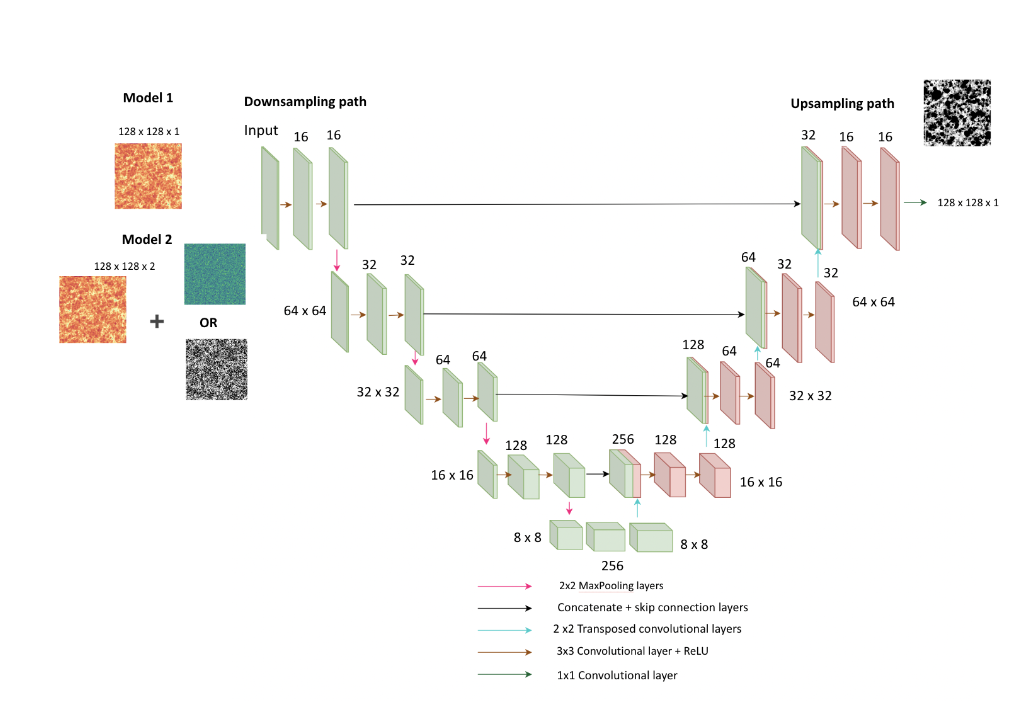 Model 1
128 x 128 x 1
Model 2
128 x 128 x 2
+
OR
Downsampling path
Input
16
16
Upsampling path
32
16
16
128 x 128 x 1
64 x 64
32
32
64
32
32
64 x 64
32 x 32
64
64
128
64
64
32 x 32
16 x 16
128
128
256
128
128
16 x 16
8 x 8
256
8 x 8
2x2 MaxPooling layers
Concatenate + skip connection layers
2 x2 Transposed convolutional layers
3x3 Convolutional layer + ReLU
1x1 Convolutional layer